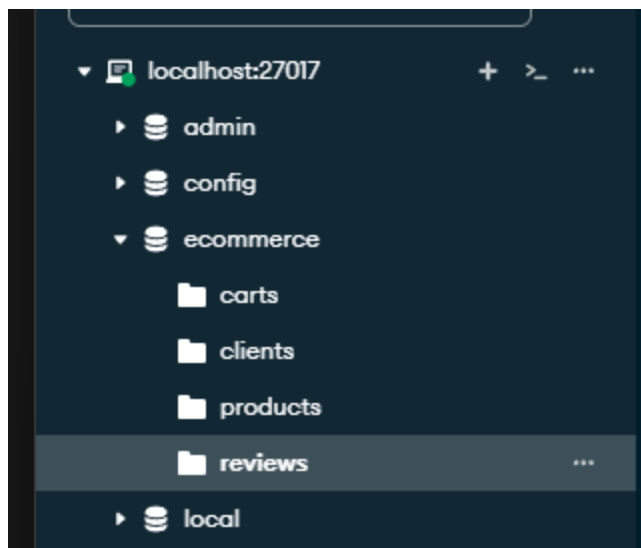 localhost:27017
admin
config
ecommerce
carts
clients
products
reviews
local